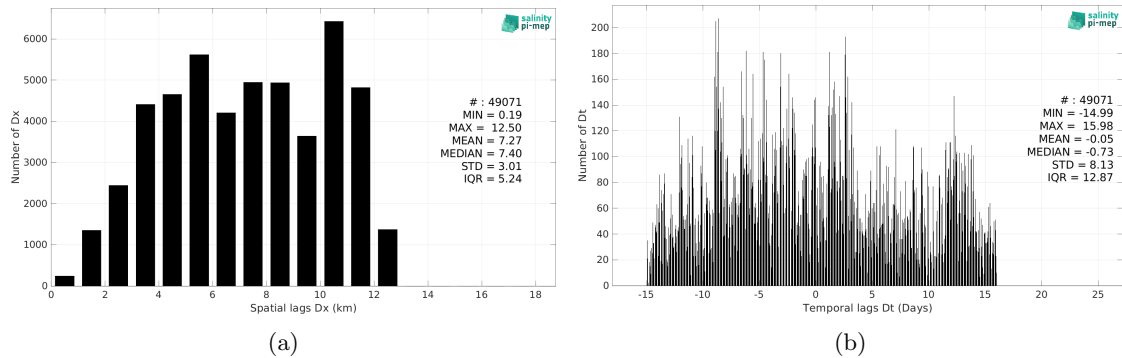 salinity
pi-mep
6000
5000
4000
3000
2000
1000
0
Number of Dx
# : 49071
MIN = 0.19
MAX = 12.50
MEAN = 7.27
MEDIAN = 7.40
STD = 3.01
IQR = 5.24
0 2 4 6 8 10 12 14 16 18
Spatial lags Dx (km)
(a)
salinity
pi-mep
200
180
160
140
120
100
80
60
40
20
0
Number of Dt
# : 49071
MIN = -14.99
MAX = 15.98
MEAN = -0.05
MEDIAN = -0.73
STD = 8.13
IQR = 12.87
-15 -10 -5 0 5 10 15 20 25
Temporal lags Dt (Days)
(b)